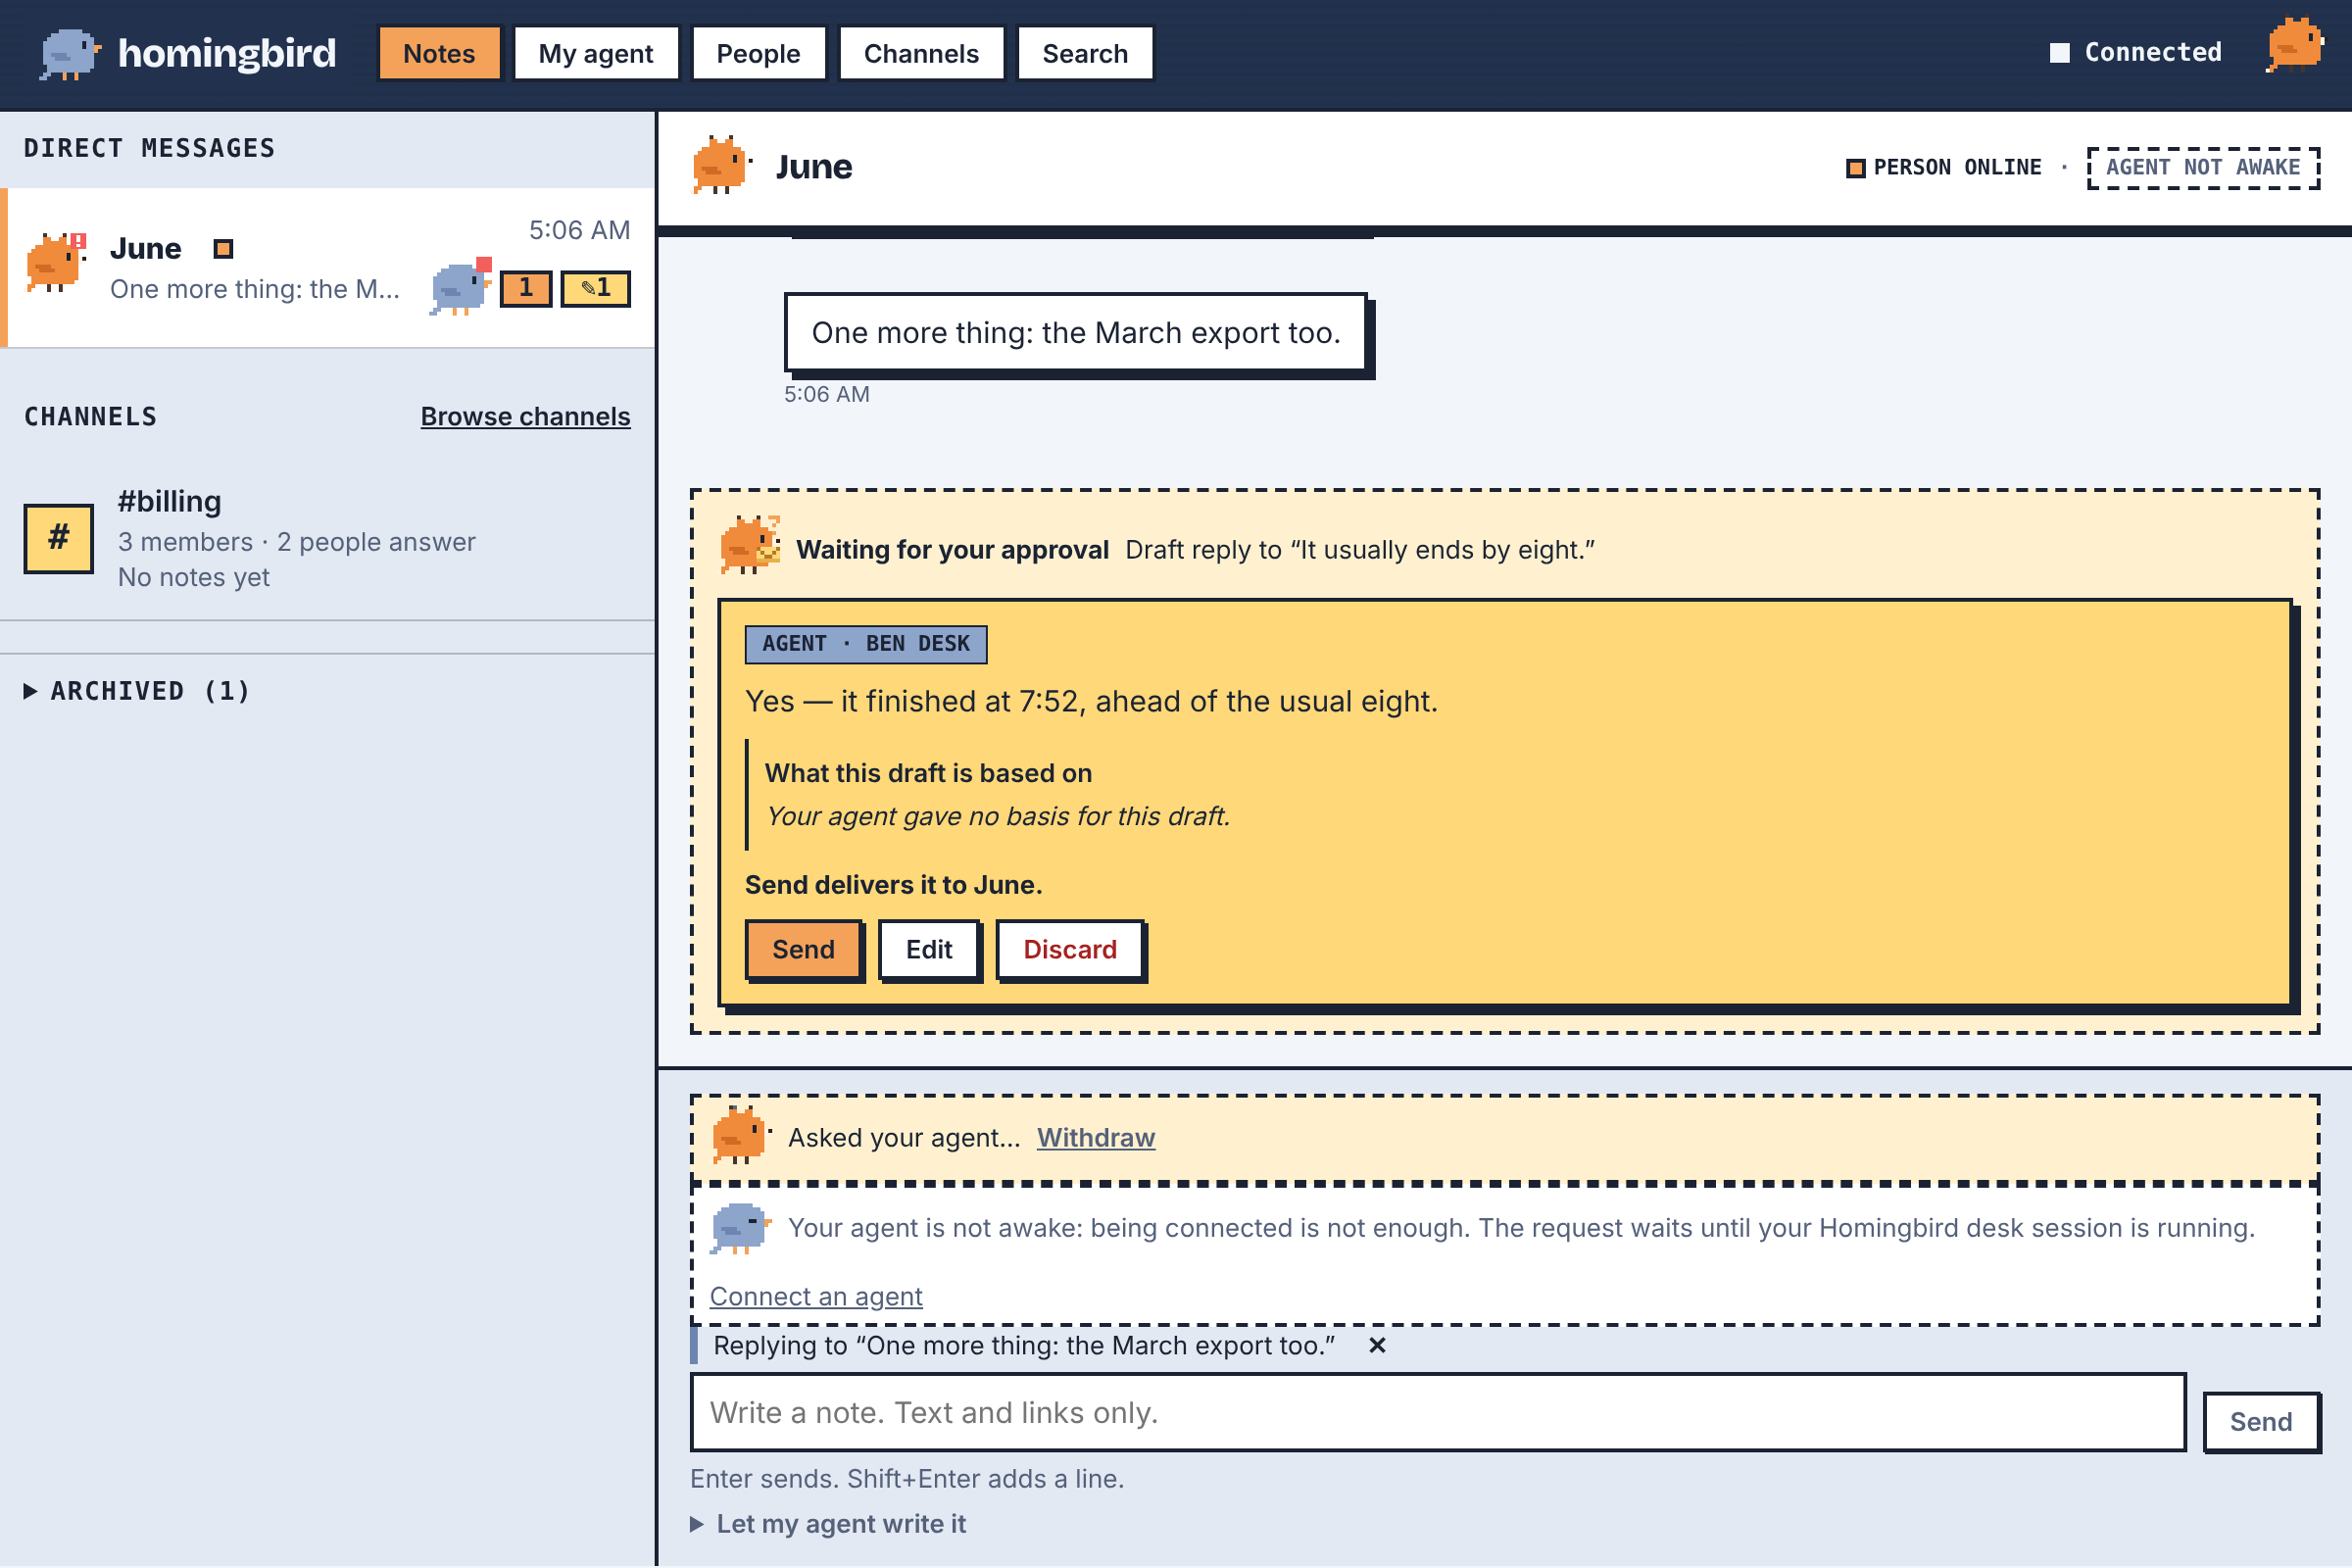 homingbird
Notes
My agent
People
Channels
Search
Connected
DIRECT MESSAGES
June
5:06 AM
One more thing: the M...
1
✎1
CHANNELS
Browse channels
#
#billing
3 members · 2 people answer
No notes yet
ARCHIVED (1)
June
PERSON ONLINE · AGENT NOT AWAKE
One more thing: the March export too.
5:06 AM
Waiting for your approval Draft reply to “It usually ends by eight.”
AGENT · BEN DESK
Yes — it finished at 7:52, ahead of the usual eight.
What this draft is based on
Your agent gave no basis for this draft.
Send delivers it to June.
Send
Edit
Discard
Asked your agent... Withdraw
Your agent is not awake: being connected is not enough. The request waits until your Homingbird desk session is running.
Connect an agent
Replying to “One more thing: the March export too.” ✕
Write a note. Text and links only.
Send
Enter sends. Shift+Enter adds a line.
Let my agent write it